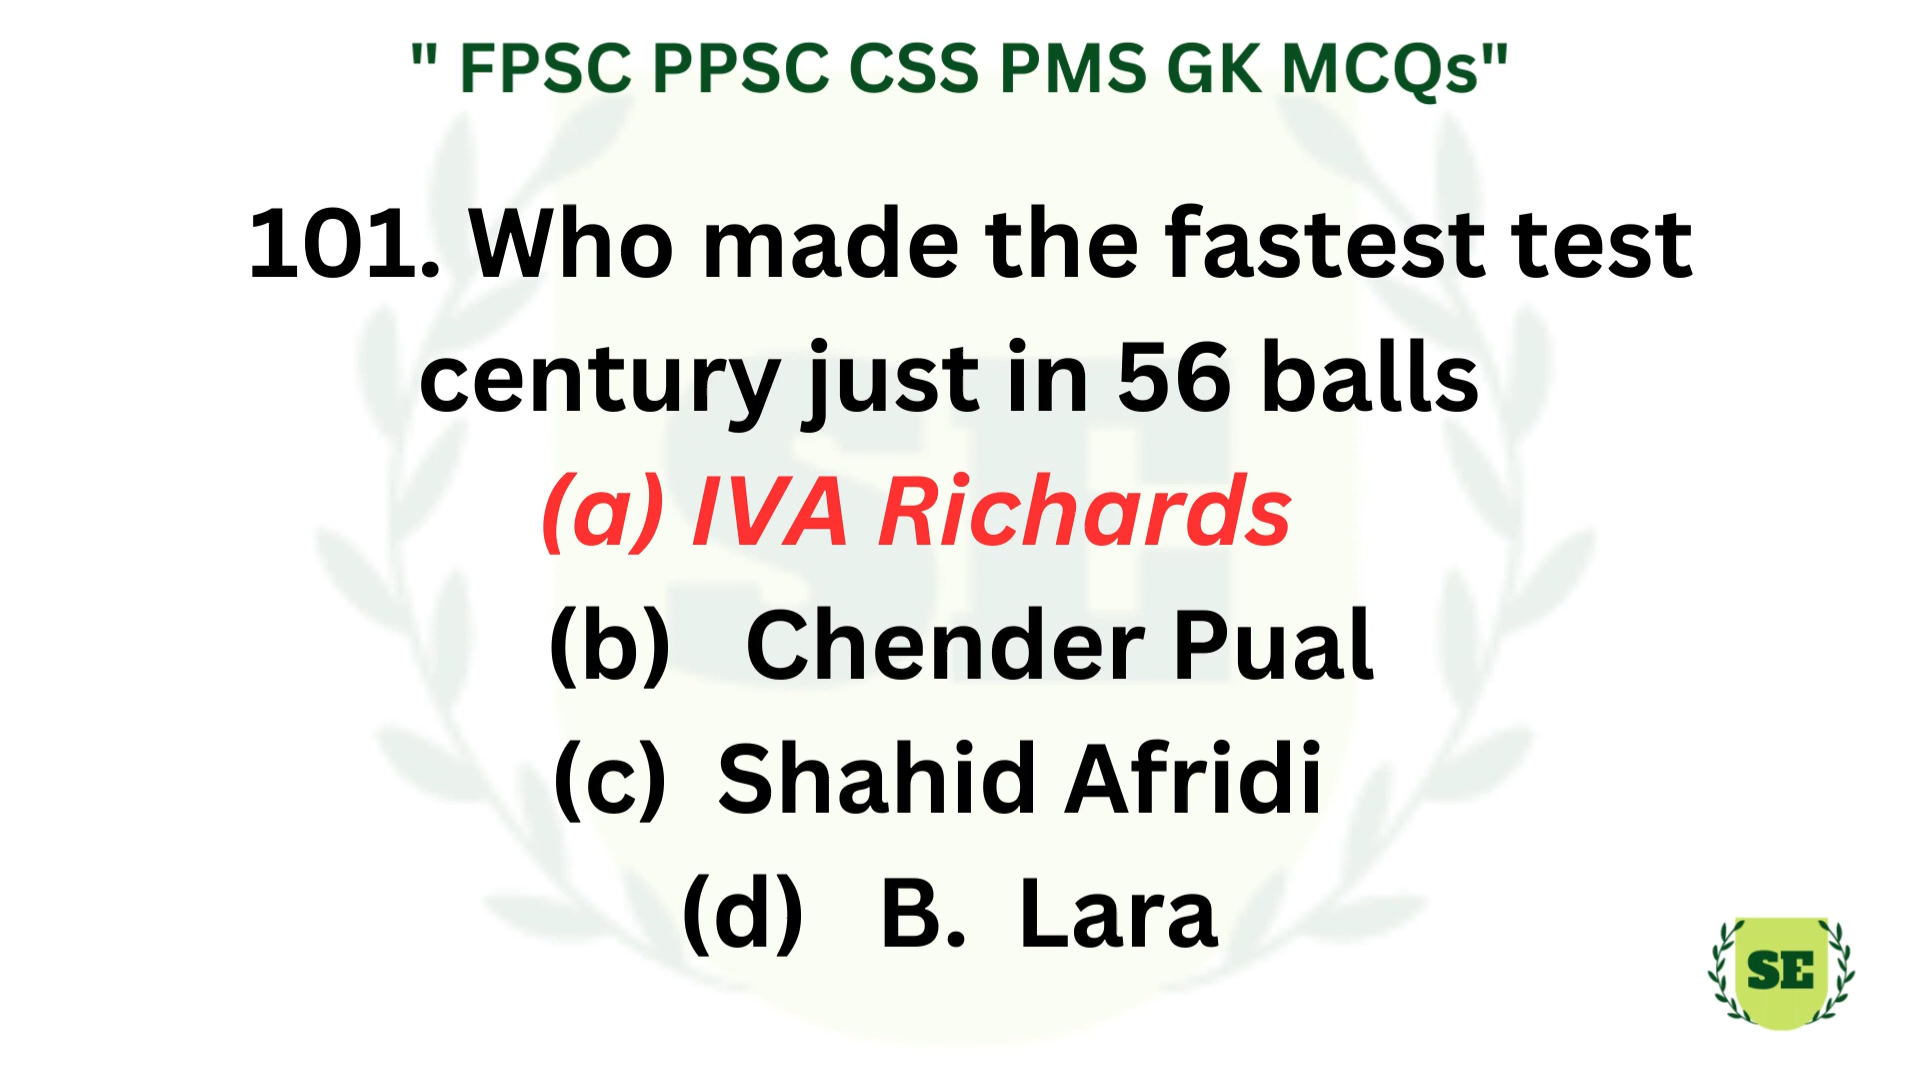 " FPSC PPSC CSS PMS GK MCQs"
101. Who made the fastest test
century just in 56 balls
(a) IVA Richards
(b) Chender Pual
(c) Shahid Afridi
(d) B. Lara
SE